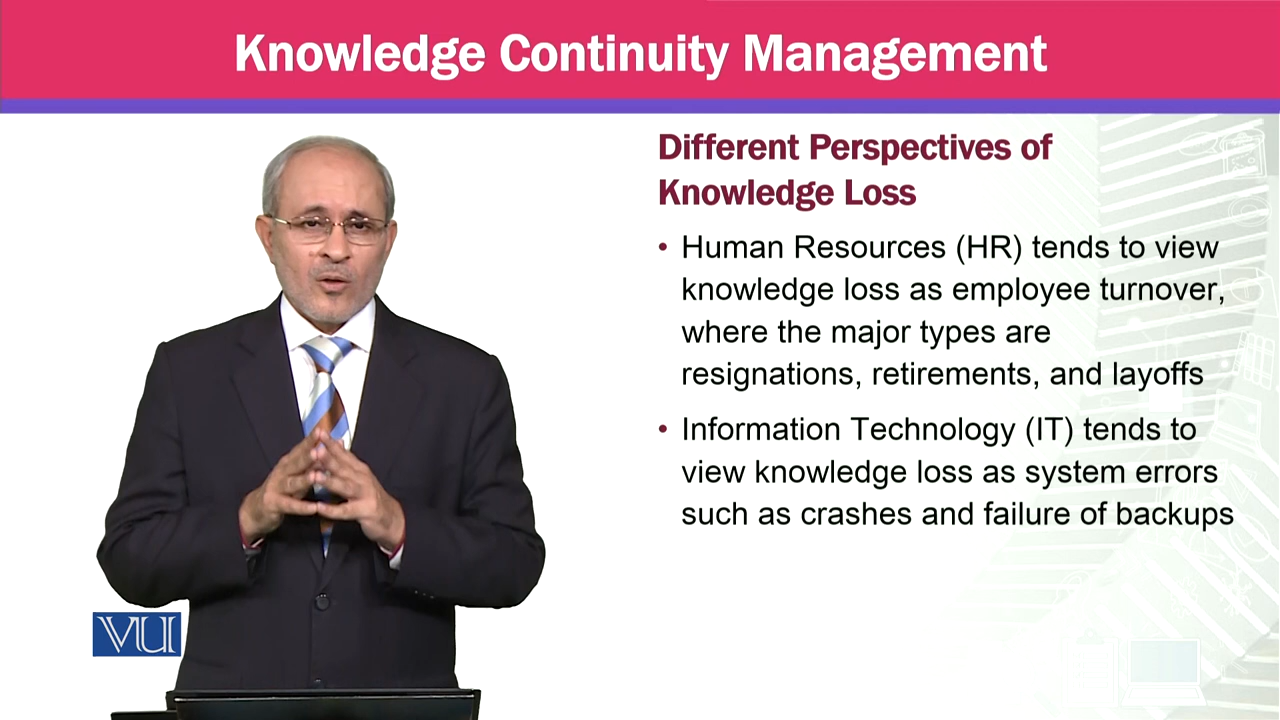 Knowledge Continuity Management
Different Perspectives of
Knowledge Loss
• Human Resources (HR) tends to view
knowledge loss as employee turnover,
where the major types are
resignations, retirements, and layoffs
• Information Technology (IT) tends to
view knowledge loss as system errors
such as crashes and failure of backups
VU